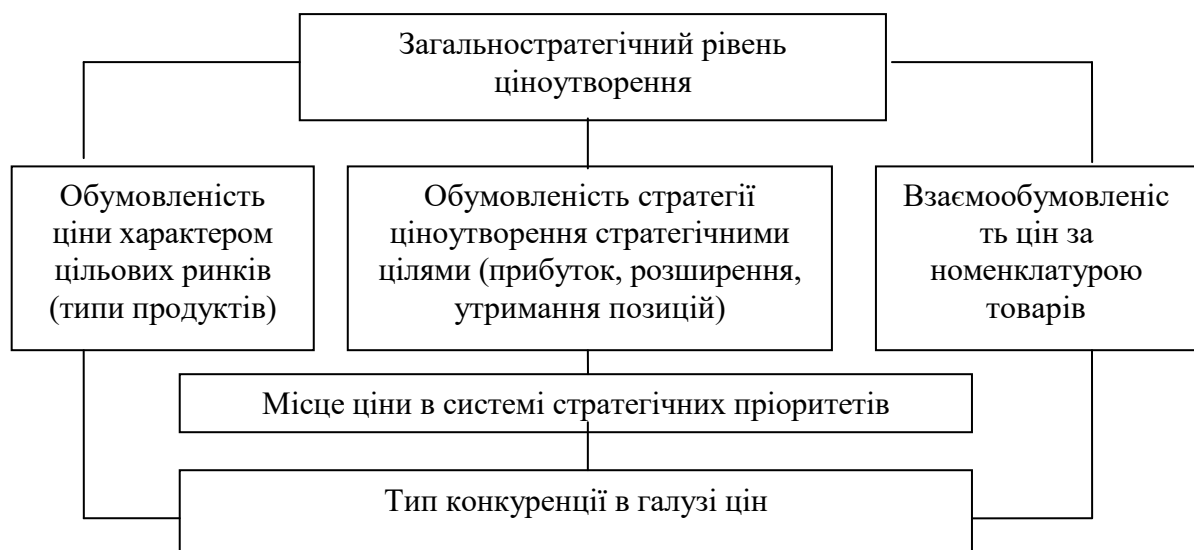 Загальностратегічний рівень
ціноутворення
Обумовленість
ціни характером
цільових ринків
(типи продуктів)
Обумовленість стратегії
ціноутворення стратегічними
цілями (прибуток, розширення,
утримання позицій)
Взаємообумовленіс
ть цін за
номенклатурою
товарів
Місце ціни в системі стратегічних пріоритетів
Тип конкуренції в галузі цін